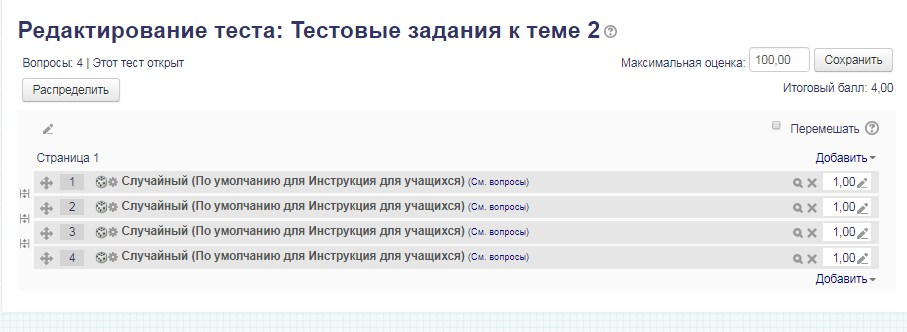 Редактирование теста: Тестовые задания к теме 2
Вопросы: 4 | Этот тест открыт
Максимальная оценка: 100,00 Сохранить
Распределить
Итоговый балл: 4,00
Перемешать
Страница 1
Добавить
1 Случайный (По умолчанию для Инструкция для учащихся) (См. вопросы) 1,00
2 Случайный (По умолчанию для Инструкция для учащихся) (См. вопросы) 1,00
3 Случайный (По умолчанию для Инструкция для учащихся) (См. вопросы) 1,00
4 Случайный (По умолчанию для Инструкция для учащихся) (См. вопросы) 1,00
Добавить